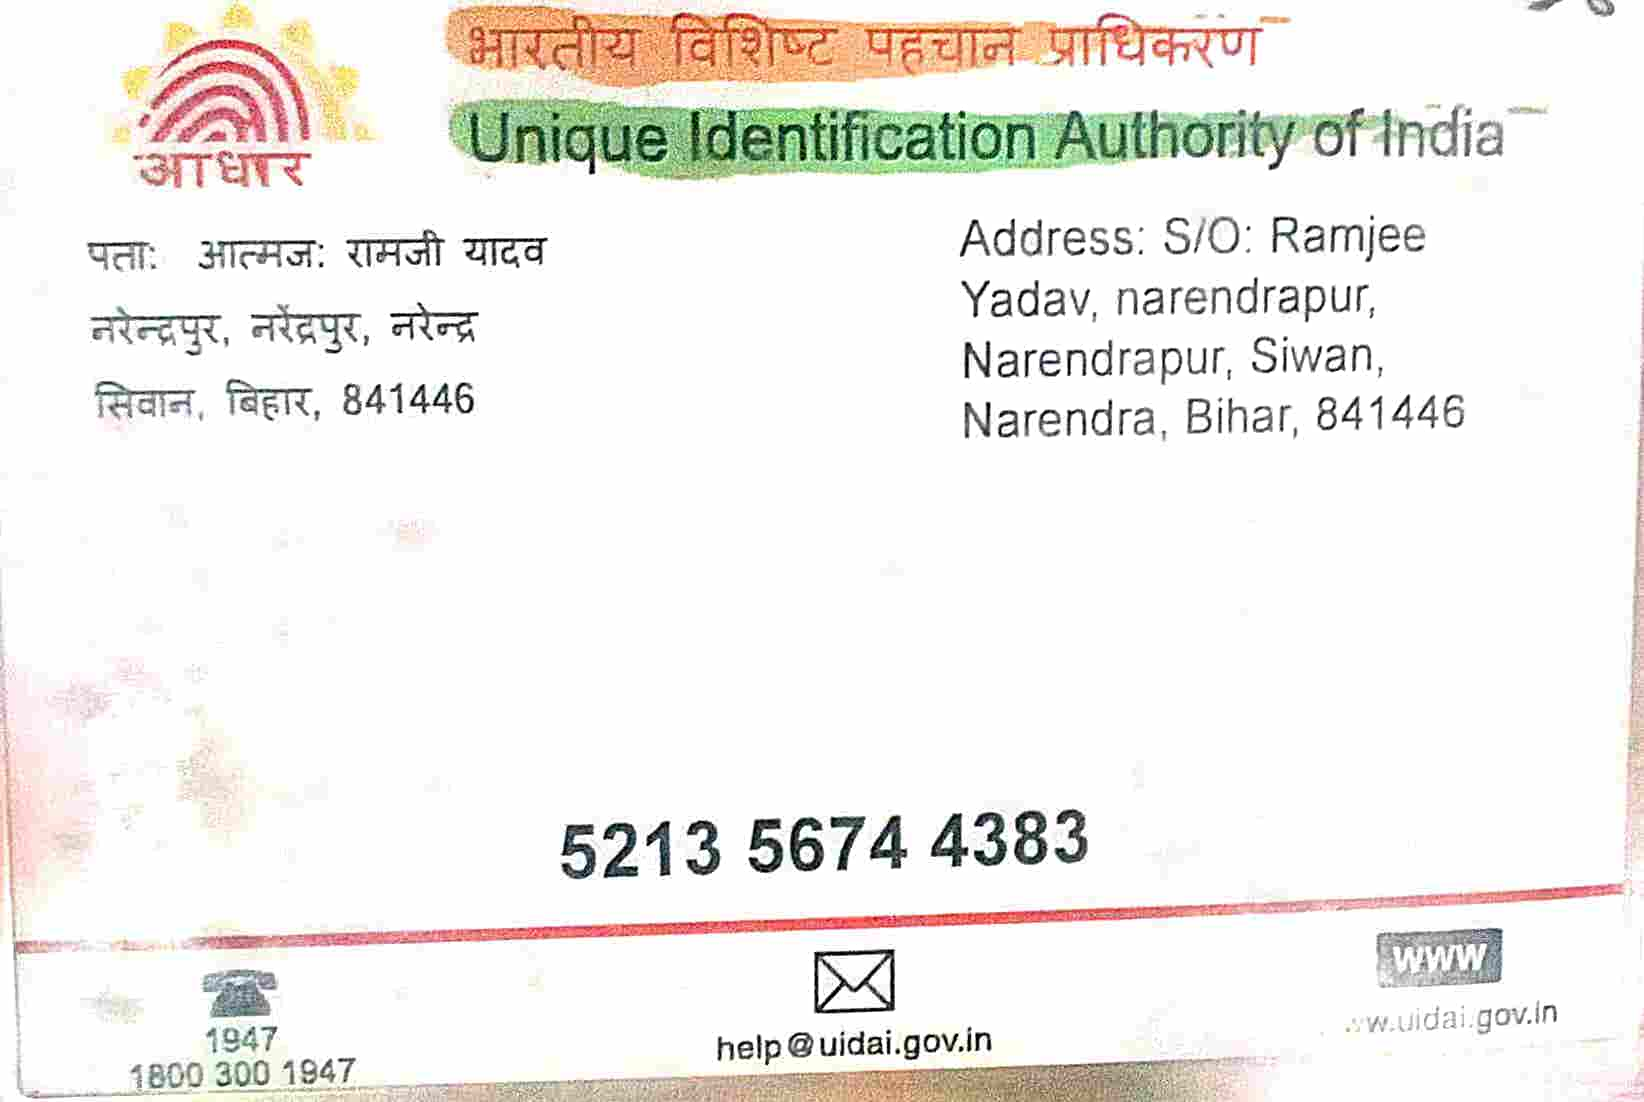 भारतीय विशिष्ट पहचान प्राधिकरण
Unique Identification Authority of India
आधार
पता: आत्मज: रामजी यादव
नरेन्द्रपुर, नरेंद्रपुर, नरेन्द्र
सिवान, बिहार, 841446
Address: S/O: Ramjee
Yadav, narendrapur,
Narendrapur, Siwan,
Narendra, Bihar, 841446
5213 5674 4383
1947
1800 300 1947
help@uidai.gov.in
www
w.uidai.gov.in